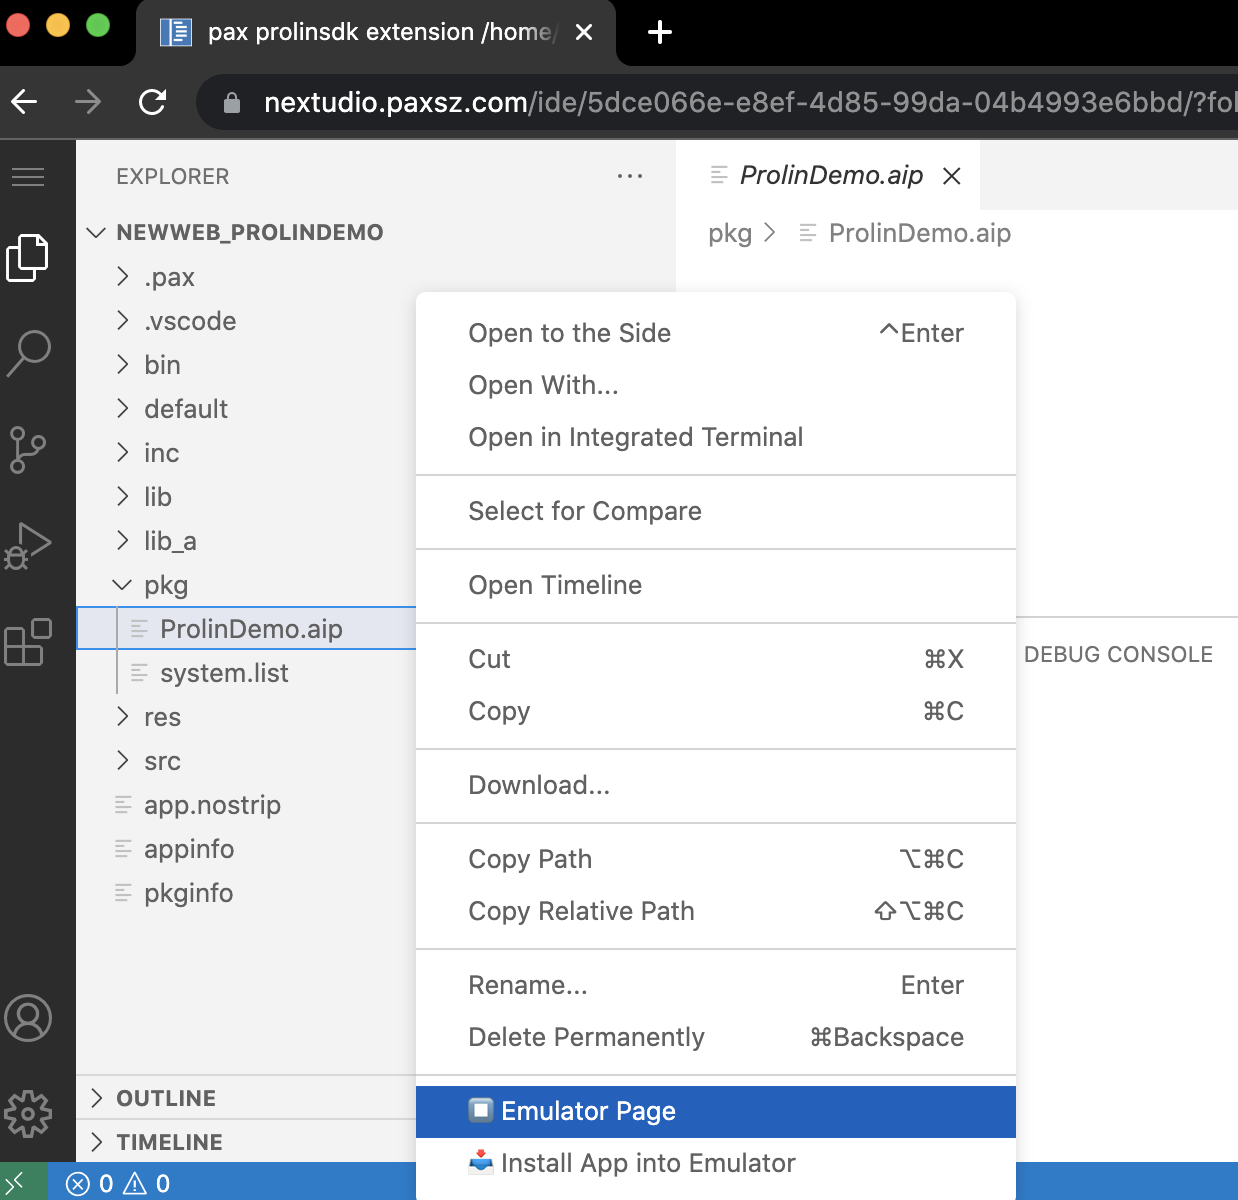 pax prolinsdk extension /home/
nextudio.paxsz.com/ide/5dce066e-e8ef-4d85-99da-04b4993e6bbd/?fol
EXPLORER
ProlinDemo.aip
NEWWEB_PROLINDEMO
pkg > ProlinDemo.aip
.pax
.vscode
bin
default
inc
lib
lib_a
pkg
ProlinDemo.aip
system.list
res
src
app.nostrip
appinfo
pkginfo
OUTLINE
TIMELINE
0 0
Open to the Side ^Enter
Open With...
Open in Integrated Terminal
Select for Compare
Open Timeline
Cut ⌘X
Copy ⌘C
Download...
Copy Path ⌥⌘C
Copy Relative Path ⇧⌥⌘C
Rename... Enter
Delete Permanently ⌘Backspace
Emulator Page
Install App into Emulator
DEBUG CONSOLE